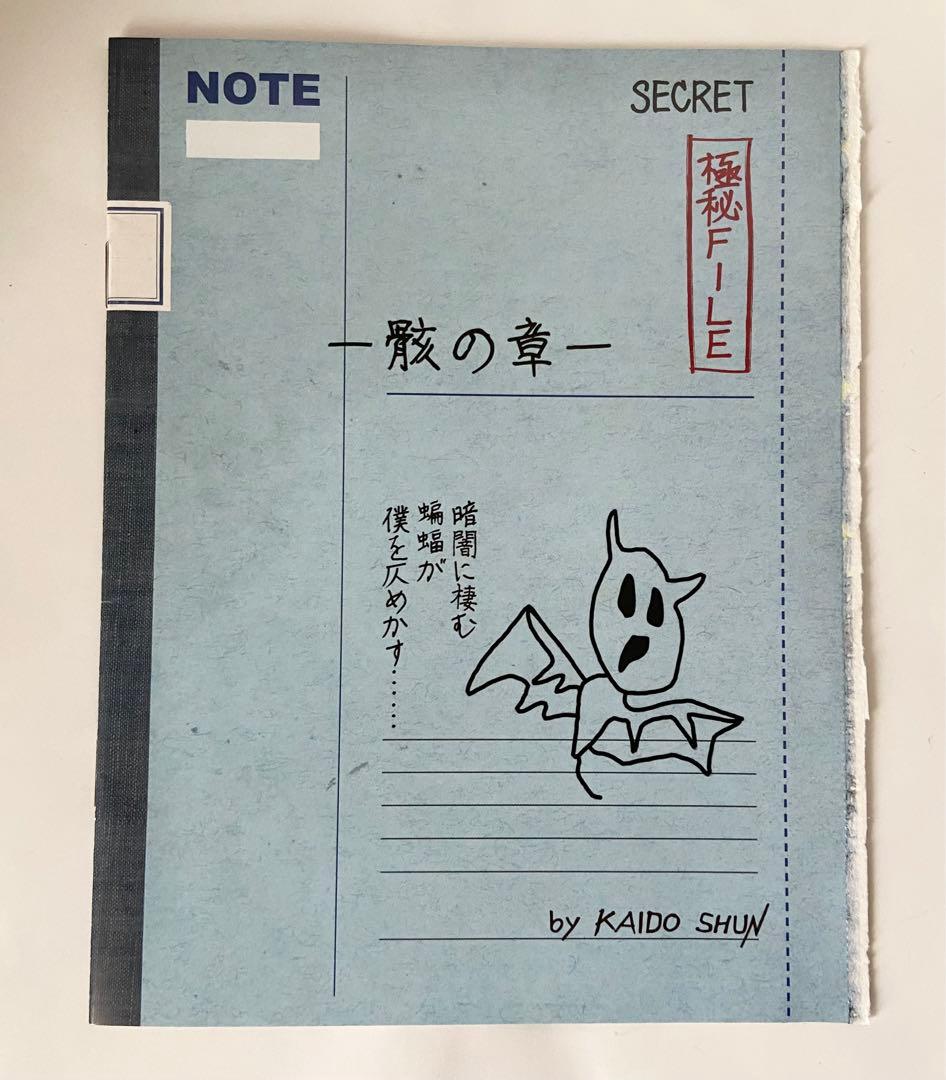 NOTE
SECRET
極秘FILE
ー骸の章ー
暗闇に棲む
蝙蝠が
僕を仄めかす……
by KAIDO SHUN